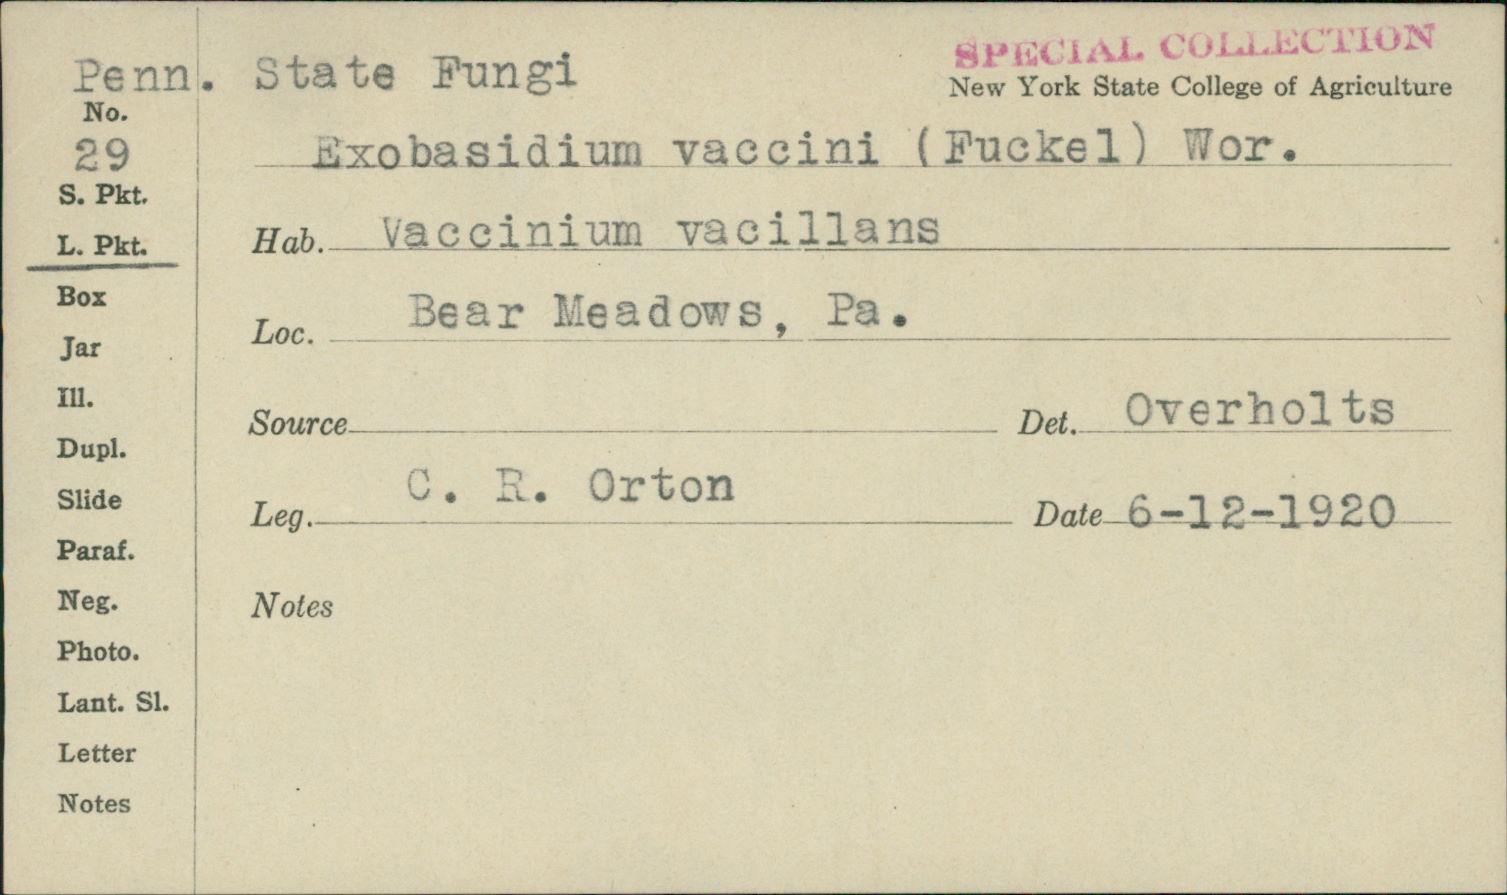 SPECIAL COLLECTION
Penn. State Fungi
New York State College of Agriculture
No.
29
Exobasidium vaccini (Fuckel) Wor.
S. Pkt.
Hab. Vaccinium vacillans
L. Pkt.
Box
Loc. Bear Meadows, Pa.
Jar
Ill.
Source Det. Overholts
Dupl.
Slide
Leg. C. R. Orton Date 6-12-1920
Paraf.
Neg.
Notes
Photo.
Lant. Sl.
Letter
Notes